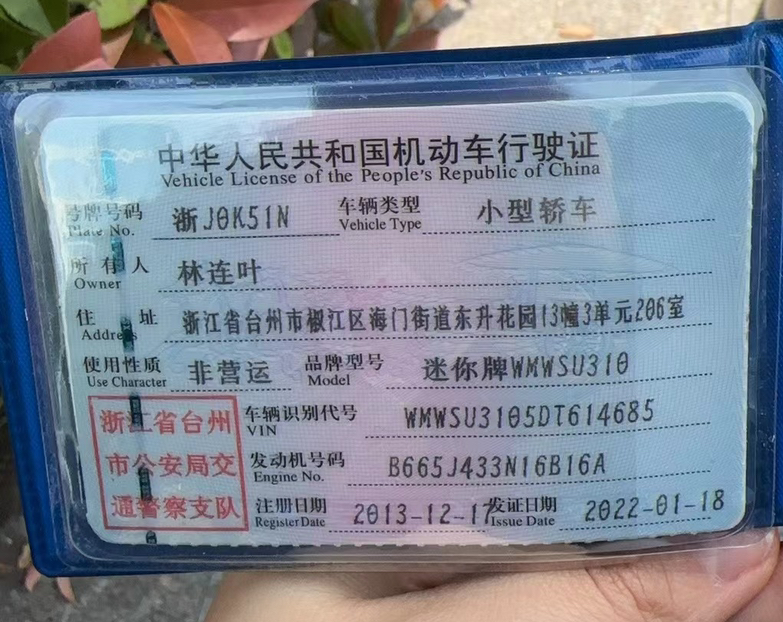 中华人民共和国机动车行驶证
Vehicle License of the People's Republic of China
号牌号码 浙J0K51N 车辆类型 小型轿车
Plate No. Vehicle Type
所有人 林连叶
Owner
住址 浙江省台州市椒江区海门街道东升花园13幢3单元206室
Address
使用性质 非营运 品牌型号 迷你牌WMWSU310
Use Character Model
浙江省台州 车辆识别代号 WMWSU3105DT614685
VIN
市公安局交 发动机号码 B665J433N16B16A
Engine No.
通警察支队 注册日期 2013-12-17 发证日期 2022-01-18
Register Date Issue Date